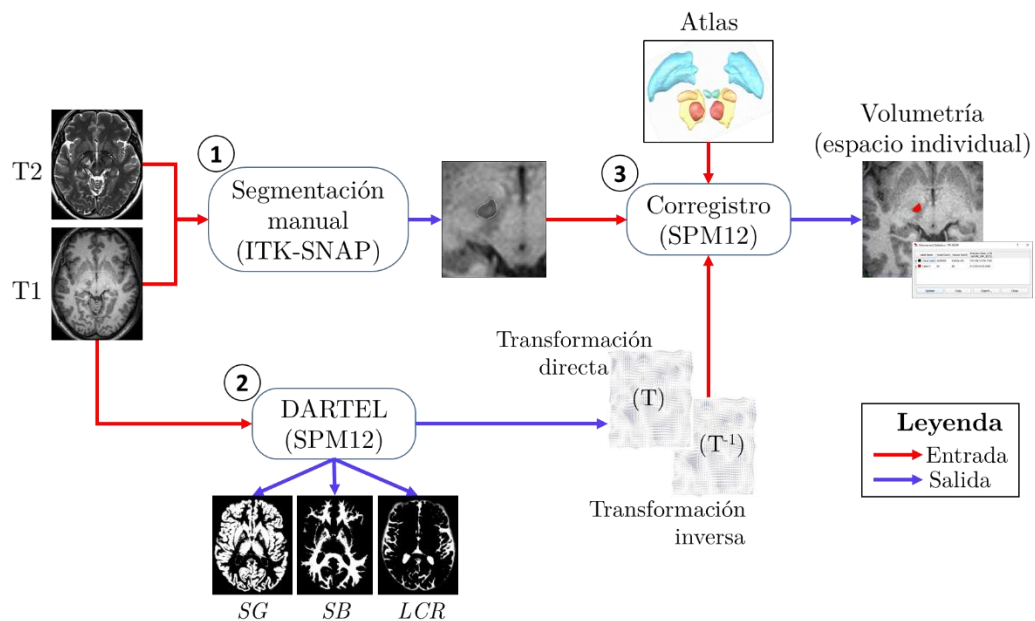 Atlas
T2
T1
1
Segmentación
manual
(ITK-SNAP)
3
Corregistro
(SPM12)
Volumetría
(espacio individual)
2
DARTEL
(SPM12)
Transformación
directa
(T)
(T-1)
Transformación
inversa
SG
SB
LCR
Leyenda
Entrada
Salida